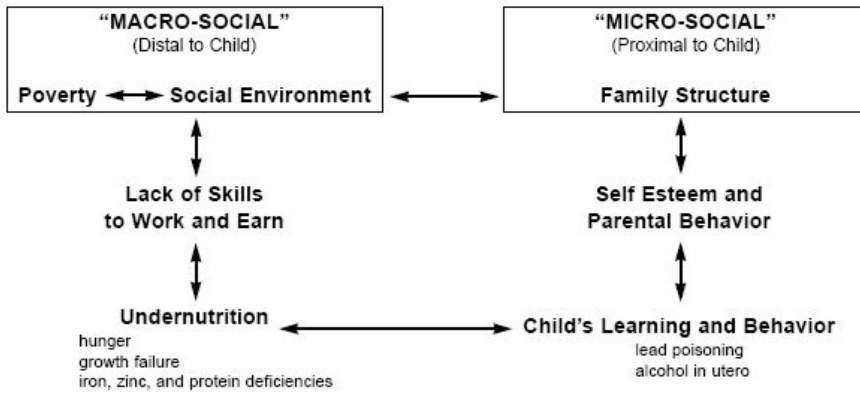 “MACRO-SOCIAL”
(Distal to Child)
Poverty
Social Environment
“MICRO-SOCIAL”
(Proximal to Child)
Family Structure
Lack of Skills
to Work and Earn
Self Esteem and
Parental Behavior
Undernutrition
hunger
growth failure
iron, zinc, and protein deficiencies
Child’s Learning and Behavior
lead poisoning
alcohol in utero